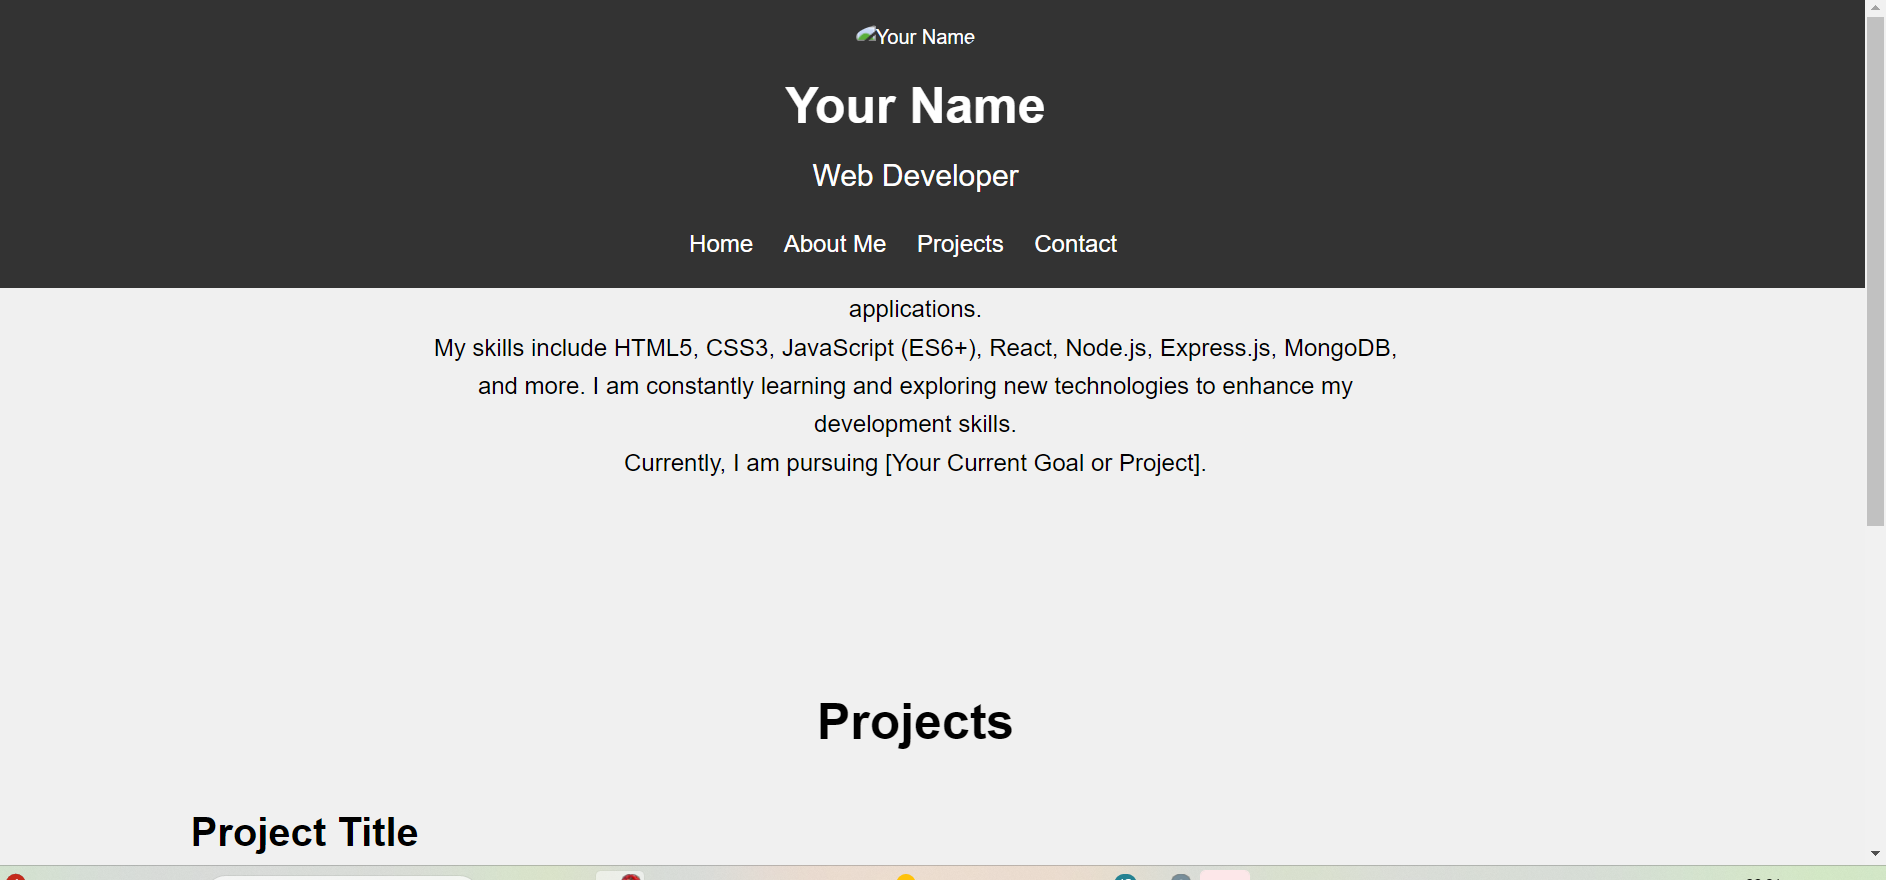 Your Name
Your Name
Web Developer
Home About Me Projects Contact
applications.
My skills include HTML5, CSS3, JavaScript (ES6+), React, Node.js, Express.js, MongoDB,
and more. I am constantly learning and exploring new technologies to enhance my
development skills.
Currently, I am pursuing [Your Current Goal or Project].
Projects
Project Title